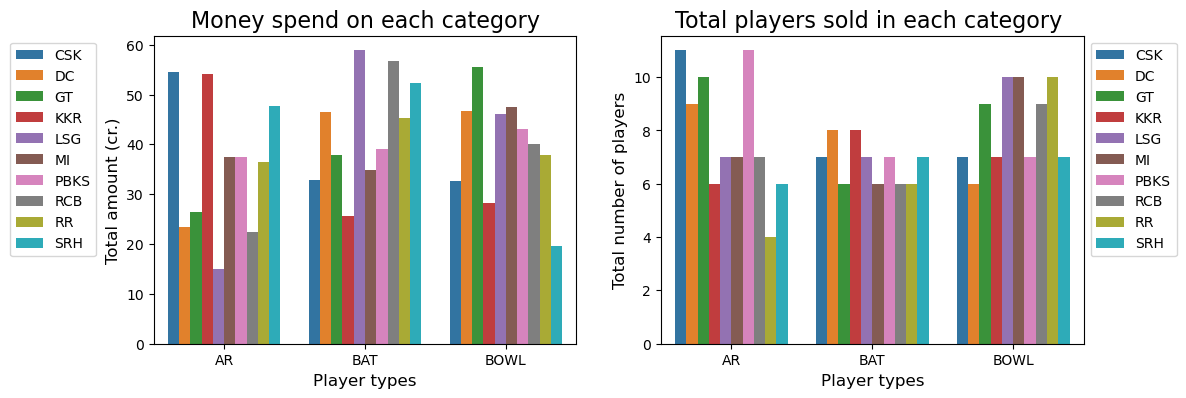 Money spend on each category
CSK
DC
GT
KKR
LSG
MI
PBKS
RCB
RR
SRH
Total amount (cr.)
60
50
40
30
20
10
0
AR BAT BOWL
Player types
Total players sold in each category
Total number of players
10
8
6
4
2
0
AR BAT BOWL
Player types
CSK
DC
GT
KKR
LSG
MI
PBKS
RCB
RR
SRH